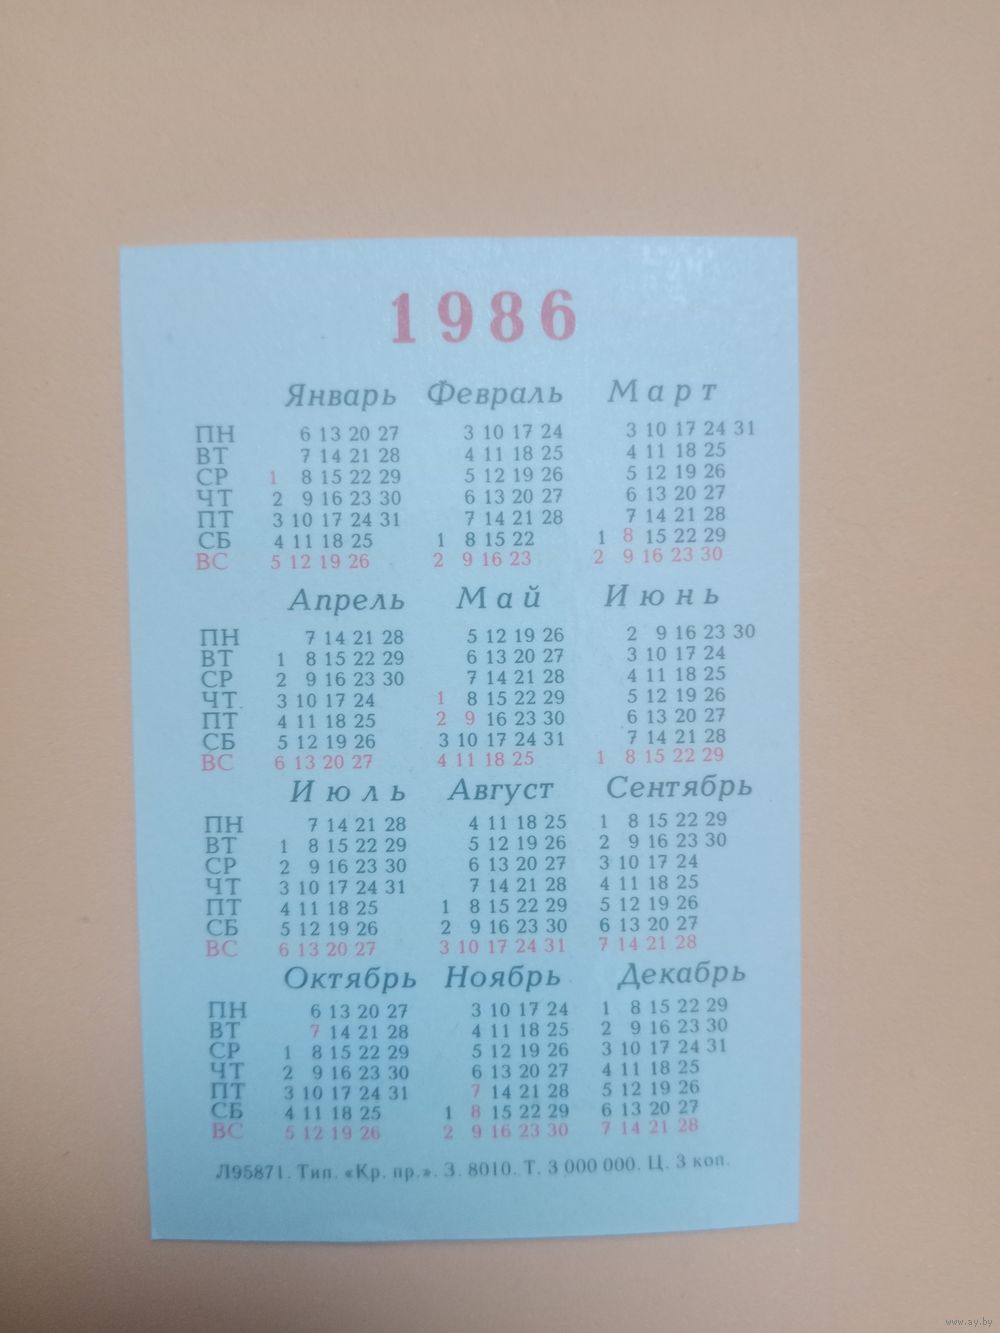 1986
Январь Февраль Март
ПН 6 13 20 27 3 10 17 24 3 10 17 24 31
ВТ 7 14 21 28 4 11 18 25 4 11 18 25
СР 1 8 15 22 29 5 12 19 26 5 12 19 26
ЧТ 2 9 16 23 30 6 13 20 27 6 13 20 27
ПТ 3 10 17 24 31 7 14 21 28 7 14 21 28
СБ 4 11 18 25 1 8 15 22 1 8 15 22 29
ВС 5 12 19 26 2 9 16 23 2 9 16 23 30
Апрель Май Июнь
ПН 7 14 21 28 5 12 19 26 2 9 16 23 30
ВТ 1 8 15 22 29 6 13 20 27 3 10 17 24
СР 2 9 16 23 30 7 14 21 28 4 11 18 25
ЧТ 3 10 17 24 1 8 15 22 29 5 12 19 26
ПТ 4 11 18 25 2 9 16 23 30 6 13 20 27
СБ 5 12 19 26 3 10 17 24 31 7 14 21 28
ВС 6 13 20 27 4 11 18 25 1 8 15 22 29
Июль Август Сентябрь
ПН 7 14 21 28 4 11 18 25 1 8 15 22 29
ВТ 1 8 15 22 29 5 12 19 26 2 9 16 23 30
СР 2 9 16 23 30 6 13 20 27 3 10 17 24
ЧТ 3 10 17 24 31 7 14 21 28 4 11 18 25
ПТ 4 11 18 25 1 8 15 22 29 5 12 19 26
СБ 5 12 19 26 2 9 16 23 30 6 13 20 27
ВС 6 13 20 27 3 10 17 24 31 7 14 21 28
Октябрь Ноябрь Декабрь
ПН 6 13 20 27 3 10 17 24 1 8 15 22 29
ВТ 7 14 21 28 4 11 18 25 2 9 16 23 30
СР 1 8 15 22 29 5 12 19 26 3 10 17 24 31
ЧТ 2 9 16 23 30 6 13 20 27 4 11 18 25
ПТ 3 10 17 24 31 7 14 21 28 5 12 19 26
СБ 4 11 18 25 1 8 15 22 29 6 13 20 27
ВС 5 12 19 26 2 9 16 23 30 7 14 21 28
Л95871. Тип. «Кр. пр.». З. 8010. Т. 3 000 000. Ц. 3 коп.
www.ay.by